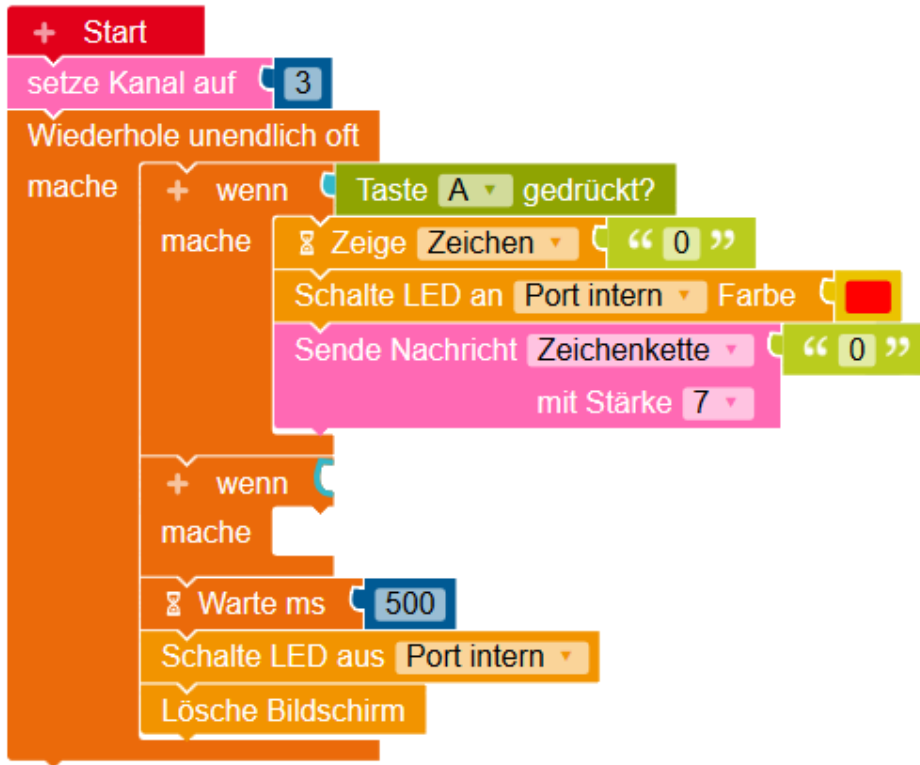 + Start
setze Kanal auf 3
Wiederhole unendlich oft
mache + wenn Taste A gedrückt?
mache Zeige Zeichen “ 0 ”
Schalte LED an Port intern Farbe
Sende Nachricht Zeichenkette “ 0 ”
mit Stärke 7
+ wenn
mache
Warte ms 500
Schalte LED aus Port intern
Lösche Bildschirm